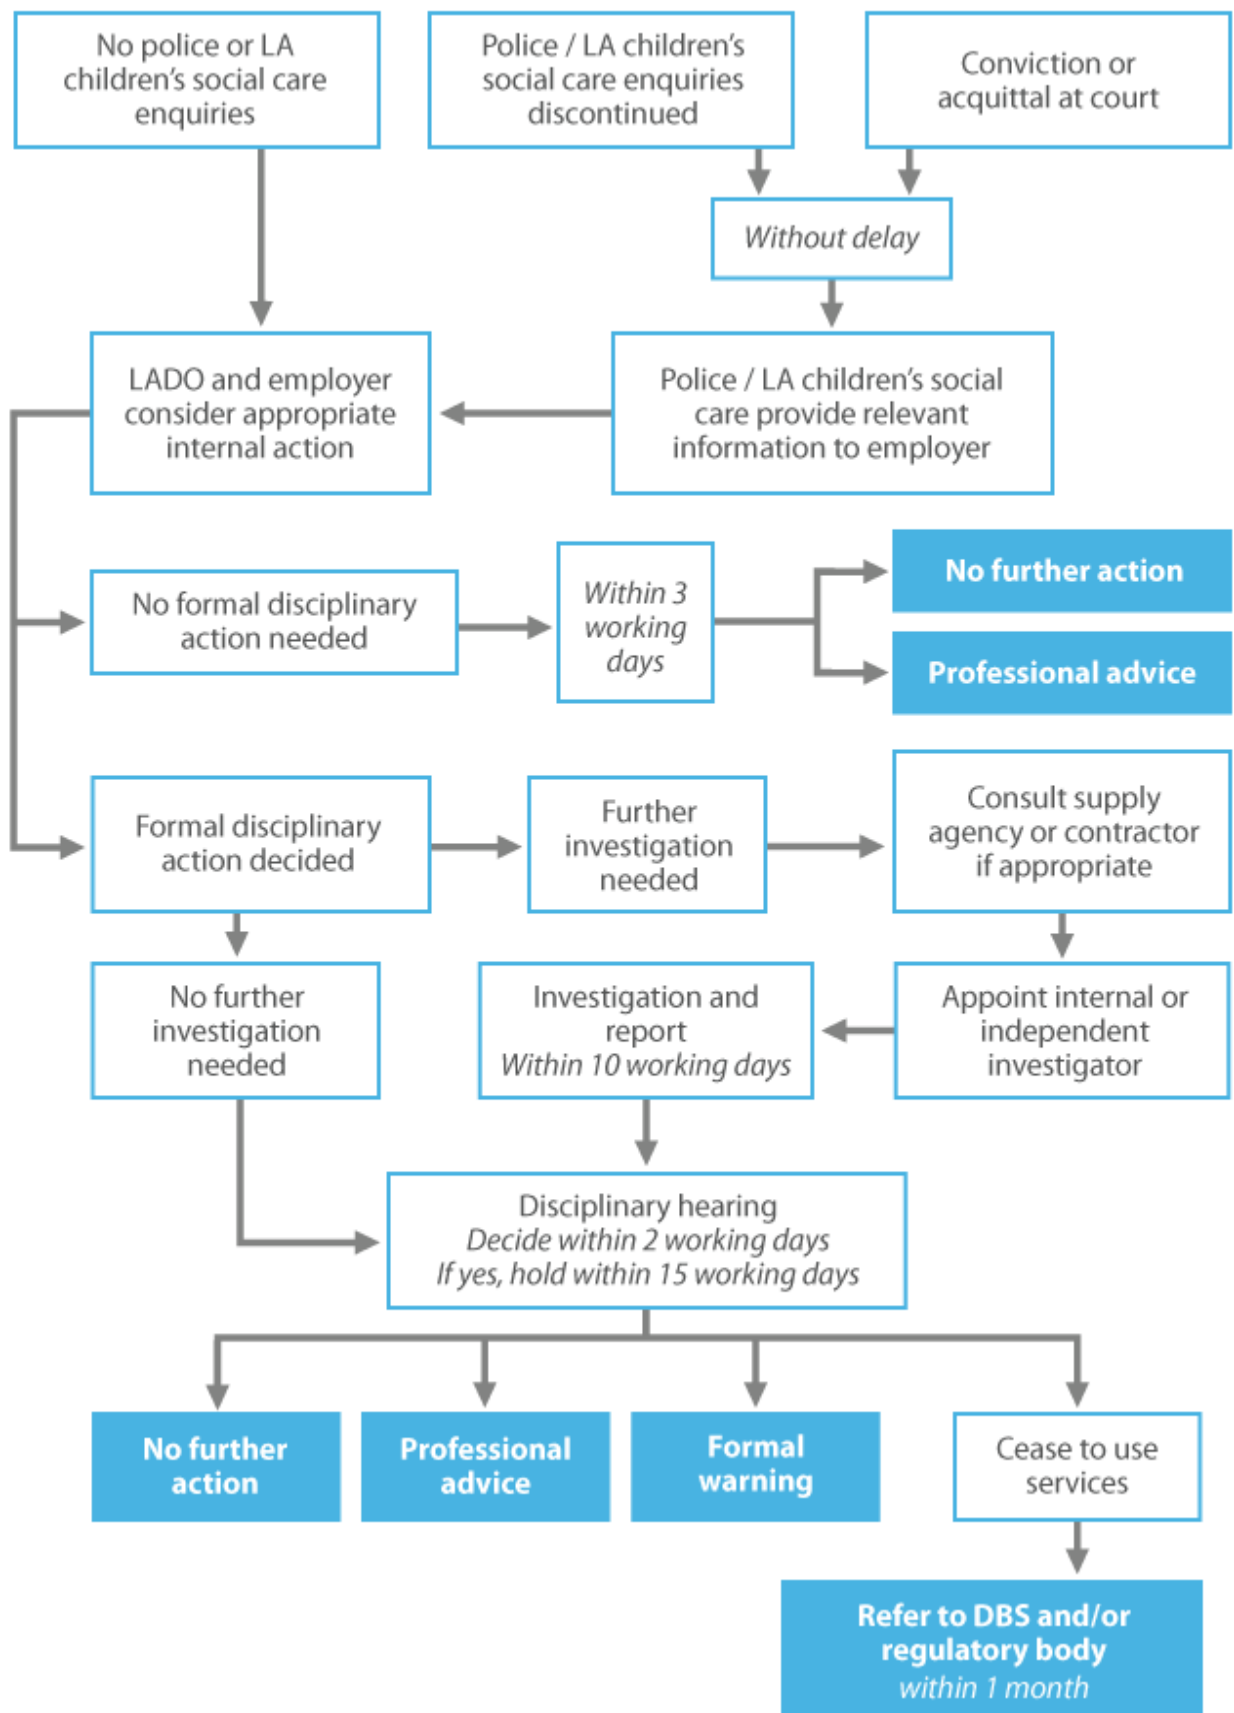 No police or LA
children's social care
enquiries
Police / LA children's
social care enquiries
discontinued
Conviction or
acquittal at court
Without delay
LADO and employer
consider appropriate
internal action
Police / LA children's social
care provide relevant
information to employer
No formal disciplinary
action needed
Within 3
working
days
No further action
Professional advice
Formal disciplinary
action decided
Further
investigation
needed
Consult supply
agency or contractor
if appropriate
No further
investigation
needed
Investigation and
report
Within 10 working days
Appoint internal or
independent
investigator
Disciplinary hearing
Decide within 2 working days
If yes, hold within 15 working days
No further
action
Professional
advice
Formal
warning
Cease to use
services
Refer to DBS and/or
regulatory body
within 1 month